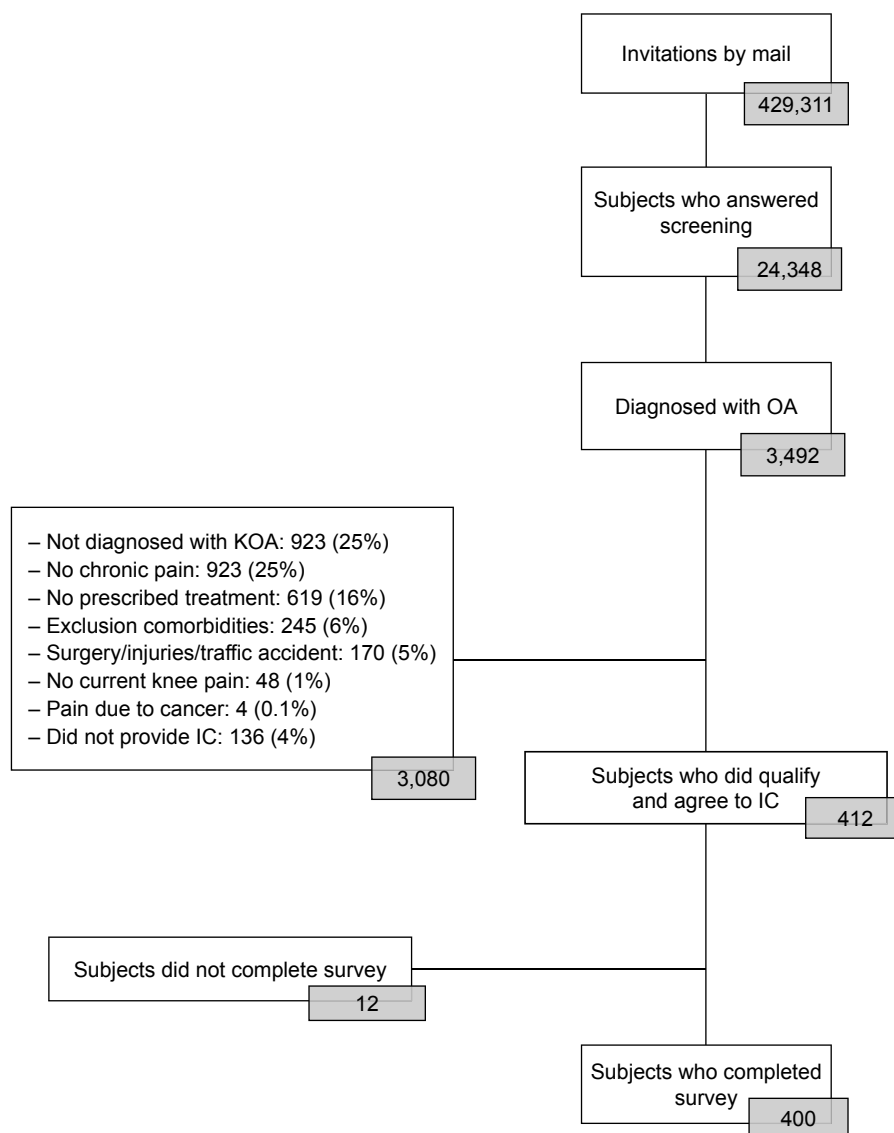 Invitations by mail
429,311
Subjects who answered
screening
24,348
Diagnosed with OA
3,492
– Not diagnosed with KOA: 923 (25%)
– No chronic pain: 923 (25%)
– No prescribed treatment: 619 (16%)
– Exclusion comorbidities: 245 (6%)
– Surgery/injuries/traffic accident: 170 (5%)
– No current knee pain: 48 (1%)
– Pain due to cancer: 4 (0.1%)
– Did not provide IC: 136 (4%)
3,080
Subjects who did qualify
and agree to IC
412
Subjects did not complete survey
12
Subjects who completed
survey
400